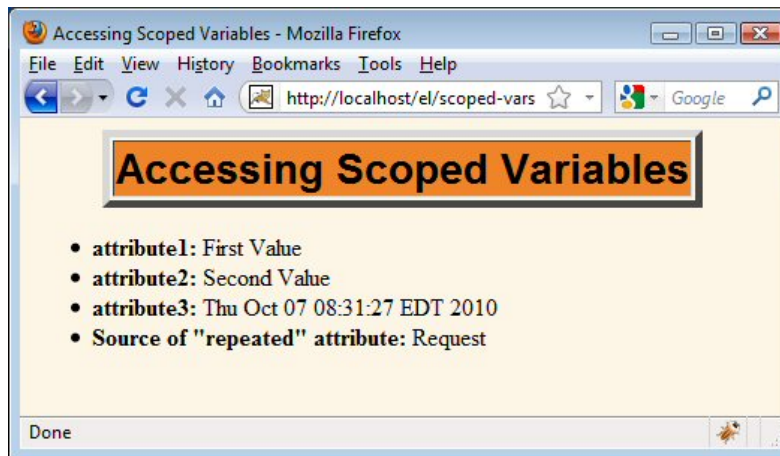 Accessing Scoped Variables - Mozilla Firefox
File Edit View History Bookmarks Tools Help
http://localhost/el/scoped-vars Google
Accessing Scoped Variables
• attribute1: First Value
• attribute2: Second Value
• attribute3: Thu Oct 07 08:31:27 EDT 2010
• Source of "repeated" attribute: Request
Done